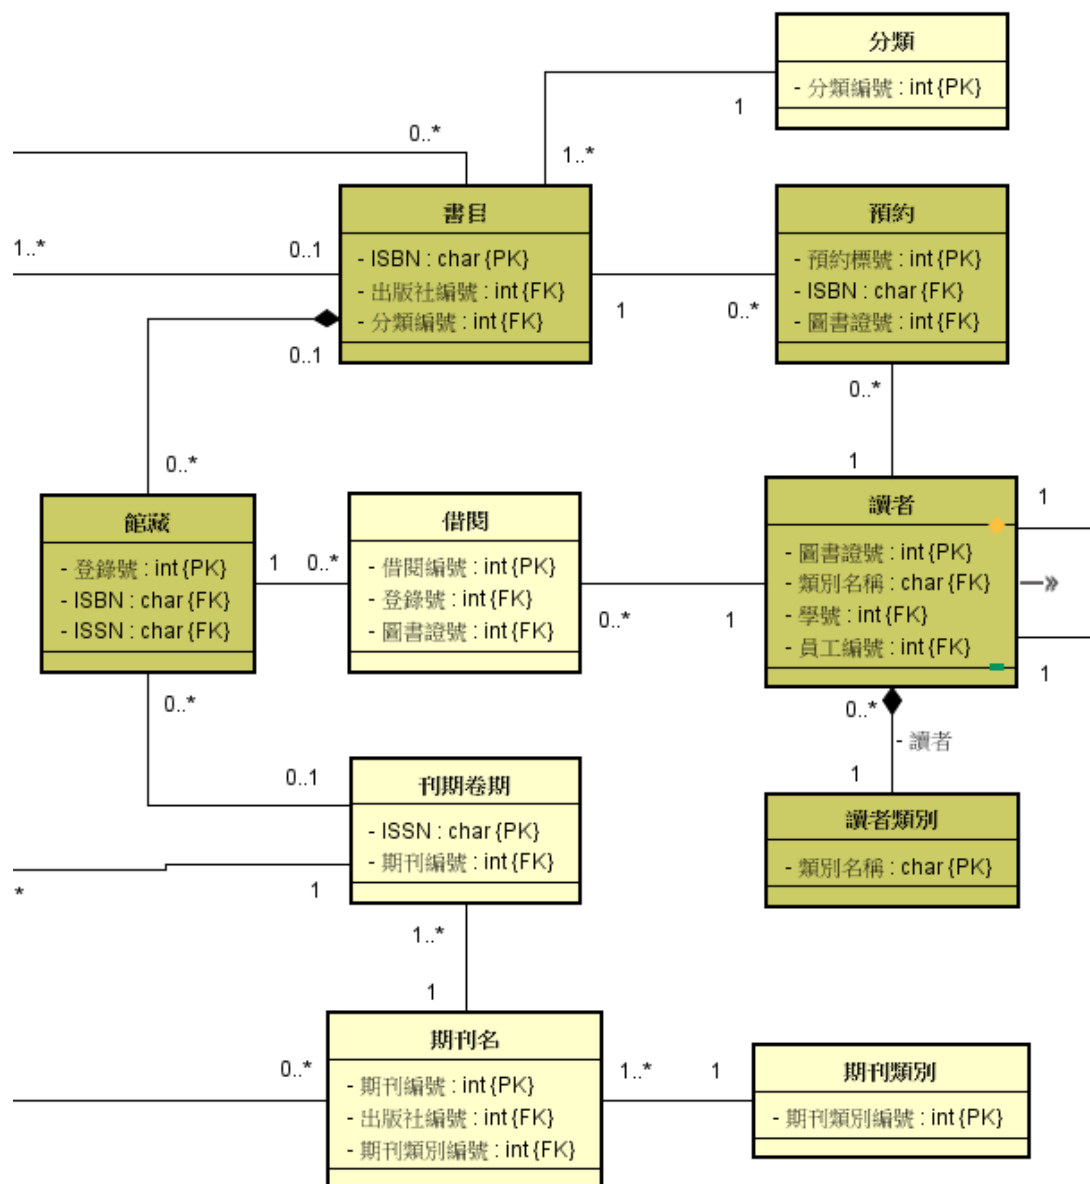 分類
- 分類編號 : int {PK}
1
0..*
1..*
書目
- ISBN : char {PK}
- 出版社編號 : int {FK}
- 分類編號 : int {FK}
預約
- 預約標號 : int {PK}
- ISBN : char {FK}
- 圖書證號 : int {FK}
1..*
0..1
1
0..*
0..1
0..*
0..*
1
館藏
- 登錄號 : int {PK}
- ISBN : char {FK}
- ISSN : char {FK}
1
0..*
借閱
- 借閱編號 : int {PK}
- 登錄號 : int {FK}
- 圖書證號 : int {FK}
0..*
1
讀者
- 圖書證號 : int {PK}
- 類別名稱 : char {FK}
- 學號 : int {FK}
- 員工編號 : int {FK}
1
1
0..*
0..*
- 讀者
0..1
1
刊期卷期
- ISSN : char {PK}
- 期刊編號 : int {FK}
讀者類別
- 類別名稱 : char {PK}
*
1
1..*
1
期刊名
- 期刊編號 : int {PK}
- 出版社編號 : int {FK}
- 期刊類別編號 : int {FK}
0..*
1..*
1
期刊類別
- 期刊類別編號 : int {PK}